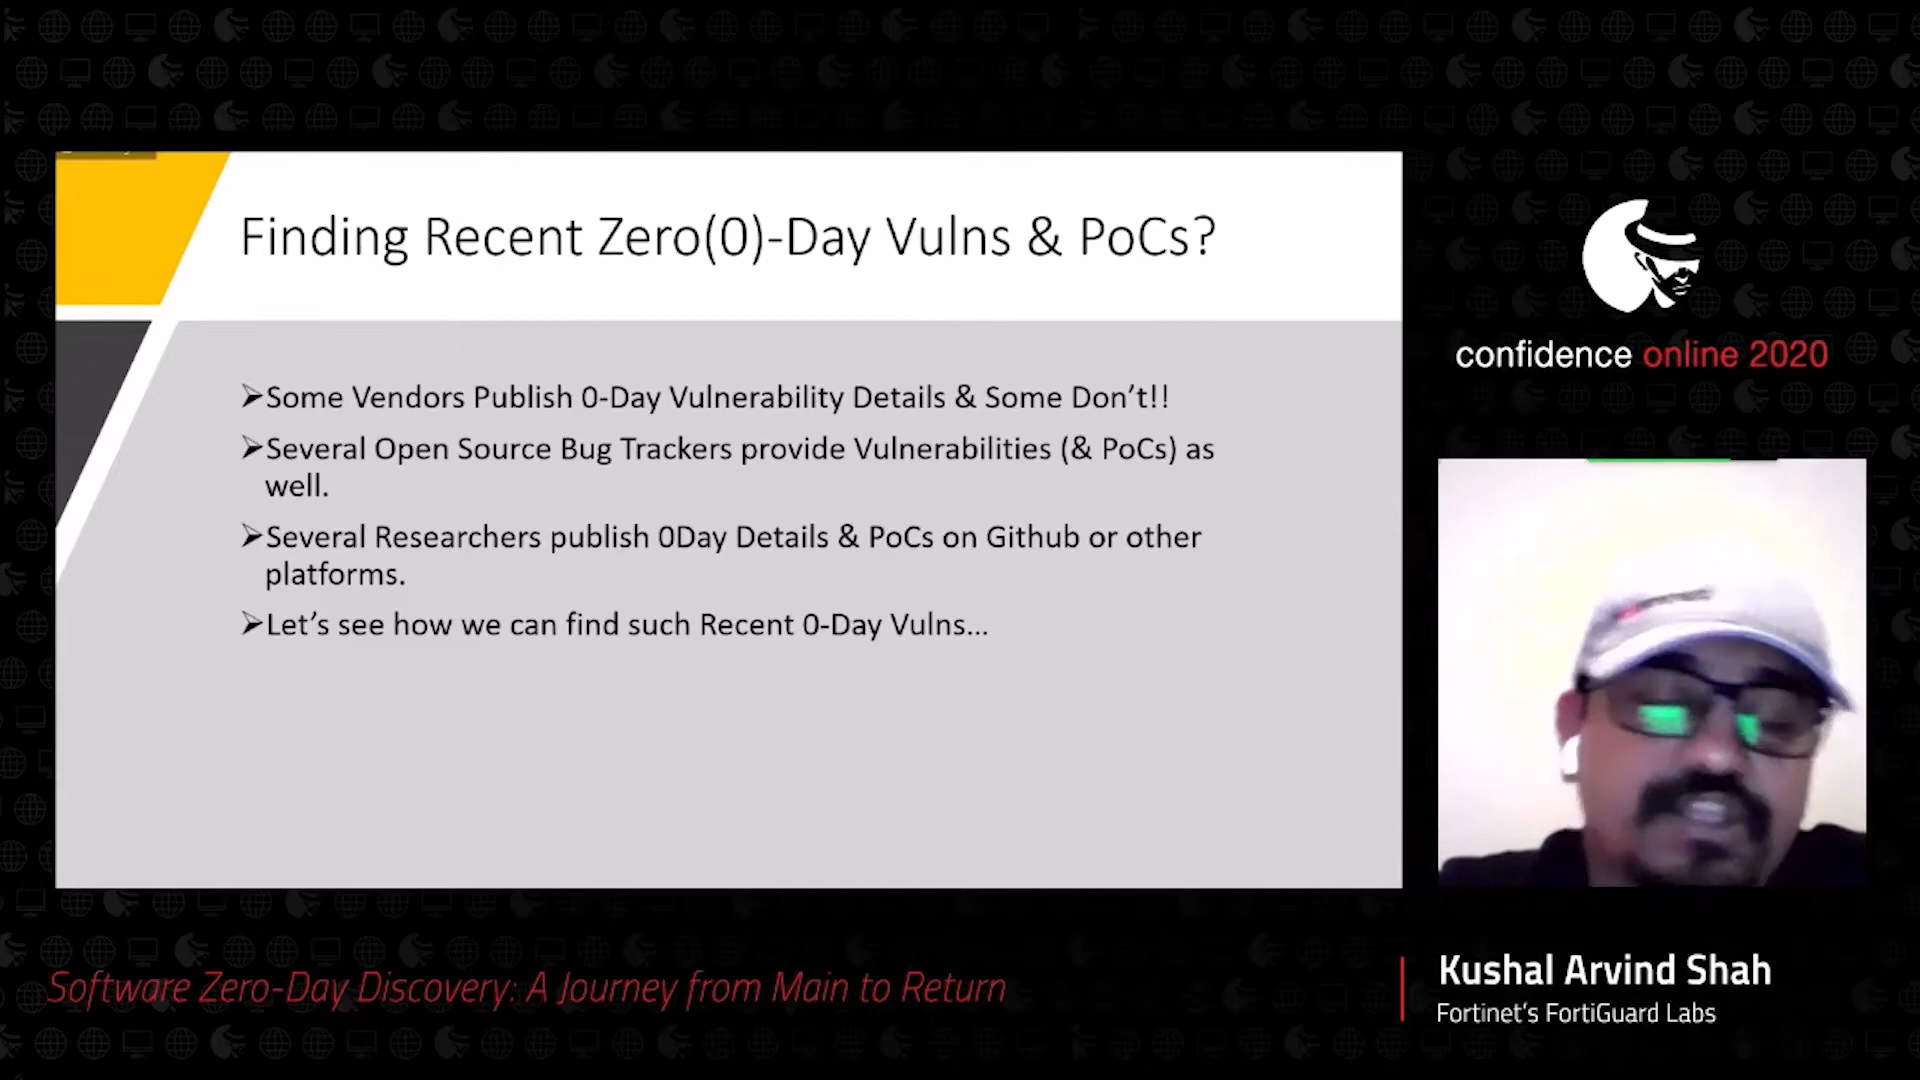 Finding Recent Zero(0)-Day Vulns & PoCs?
➢Some Vendors Publish 0-Day Vulnerability Details & Some Don't!!
➢Several Open Source Bug Trackers provide Vulnerabilities (& PoCs) as
well.
➢Several Researchers publish 0Day Details & PoCs on Github or other
platforms.
➢Let's see how we can find such Recent 0-Day Vulns...
confidence online 2020
Software Zero-Day Discovery: A Journey from Main to Return
Kushal Arvind Shah
Fortinet's FortiGuard Labs